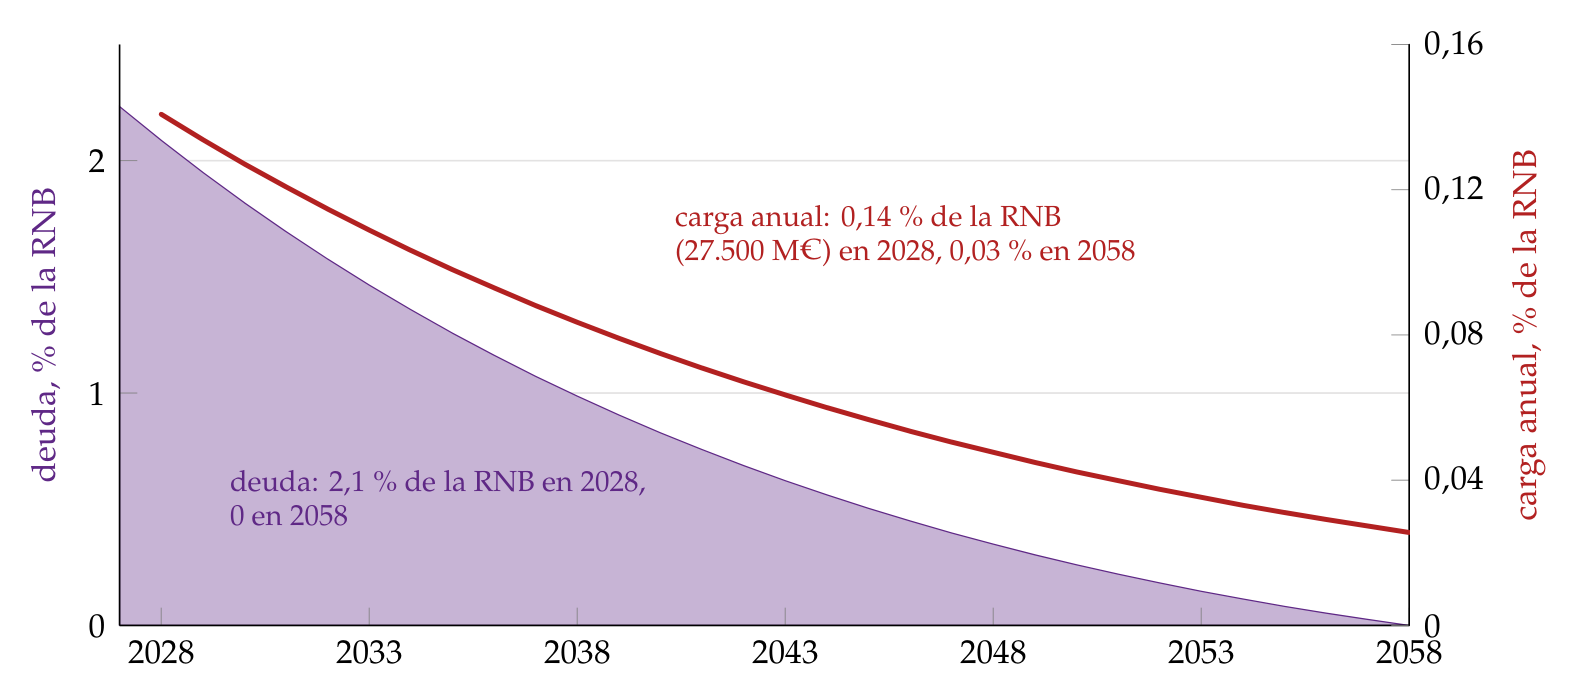 0,16
0,12
0,08
0,04
0
2
1
0
deuda, % de la RNB
carga anual, % de la RNB
carga anual: 0,14 % de la RNB
(27.500 M€) en 2028, 0,03 % en 2058
deuda: 2,1 % de la RNB en 2028,
0 en 2058
2028 2033 2038 2043 2048 2053 2058